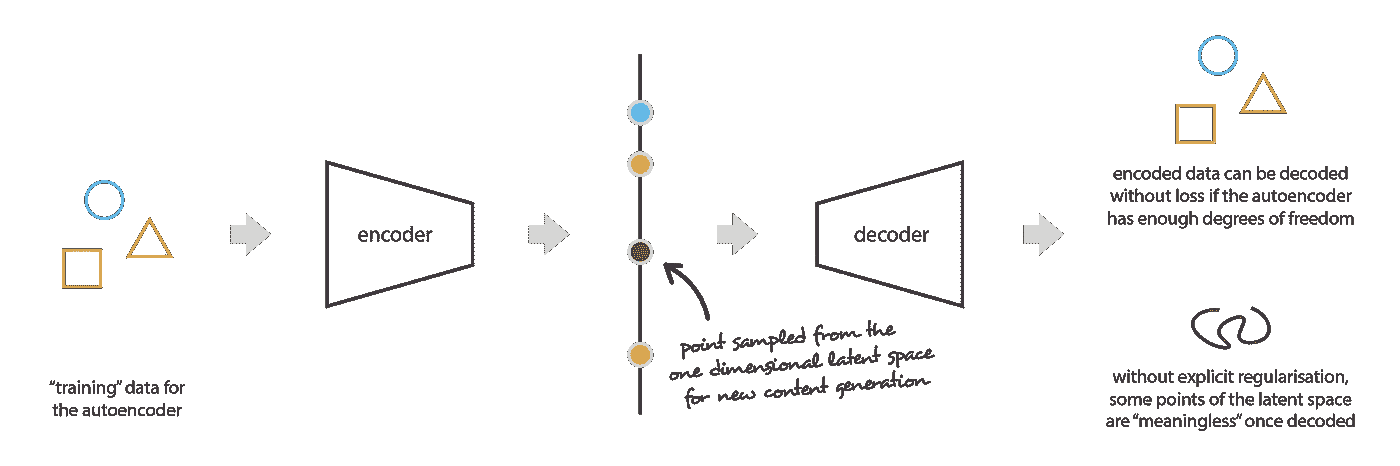 "training" data for
the autoencoder
encoder
point sampled from the
one dimensional latent space
for new content generation
decoder
encoded data can be decoded
without loss if the autoencoder
has enough degrees of freedom
without explicit regularisation,
some points of the latent space
are "meaningless" once decoded